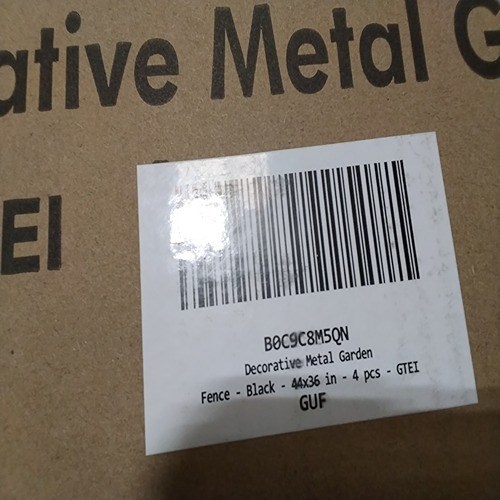 ative Metal G
EI
B0C9C8M5QN
Decorative Metal Garden
Fence - Black - 44x36 in - 4 pcs - GTEI
GUF